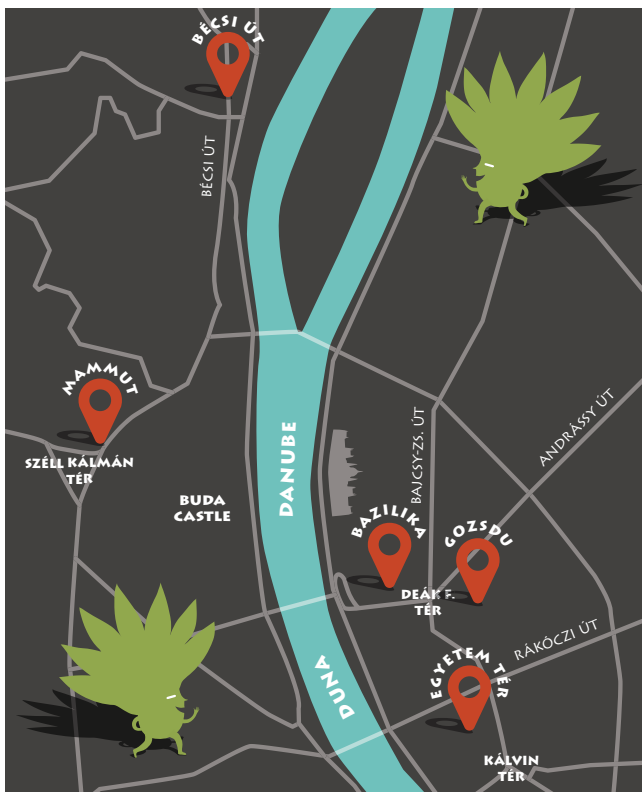 BÉCSI ÚT
BÉCSI ÚT
MAMMUT
SZÉLL KÁLMÁN
TÉR
BUDA
CASTLE
DANUBE
BAJCSY-ZS. ÚT
ANDRÁSSY ÚT
BAZILIKA
GOZSDU
DEÁK F.
TÉR
RÁKÓCZI ÚT
EGYETEM TÉR
DUNA
KÁLVIN
TÉR